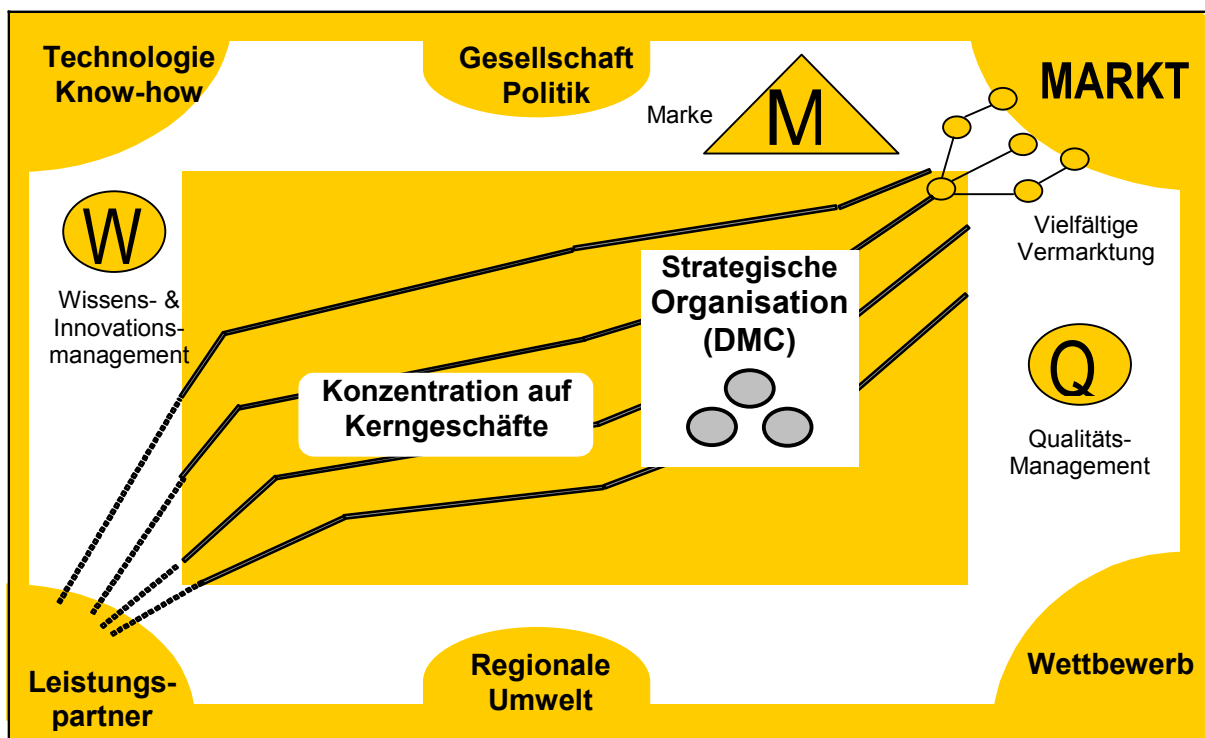 Technologie
Know-how
Gesellschaft
Politik
MARKT
Marke
M
W
Wissens- &
Innovations-
management
Vielfältige
Vermarktung
Strategische
Organisation
(DMC)
Konzentration auf
Kerngeschäfte
Q
Qualitäts-
Management
Leistungs-
partner
Regionale
Umwelt
Wettbewerb